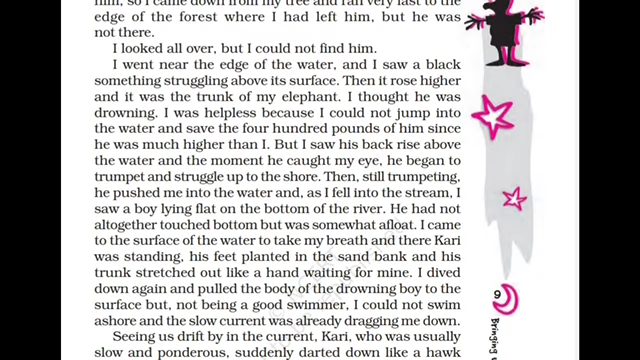 him, so I came down from my tree and ran very fast to the
edge of the forest where I had left him, but he was
not there.
I looked all over, but I could not find him.
I went near the edge of the water, and I saw a black
something struggling above its surface. Then it rose higher
and it was the trunk of my elephant. I thought he was
drowning. I was helpless because I could not jump into
the water and save the four hundred pounds of him since
he was much higher than I. But I saw his back rise above
the water and the moment he caught my eye, he began to
trumpet and struggle up to the shore. Then, still trumpeting,
he pushed me into the water and, as I fell into the stream, I
saw a boy lying flat on the bottom of the river. He had not
altogether touched bottom but was somewhat afloat. I came
to the surface of the water to take my breath and there Kari
was standing, his feet planted in the sand bank and his
trunk stretched out like a hand waiting for mine. I dived
down again and pulled the body of the drowning boy to the
surface but, not being a good swimmer, I could not swim
ashore and the slow current was already dragging me down.
Seeing us drift by in the current, Kari, who was usually
slow and ponderous, suddenly darted down like a hawk
9
Bringing